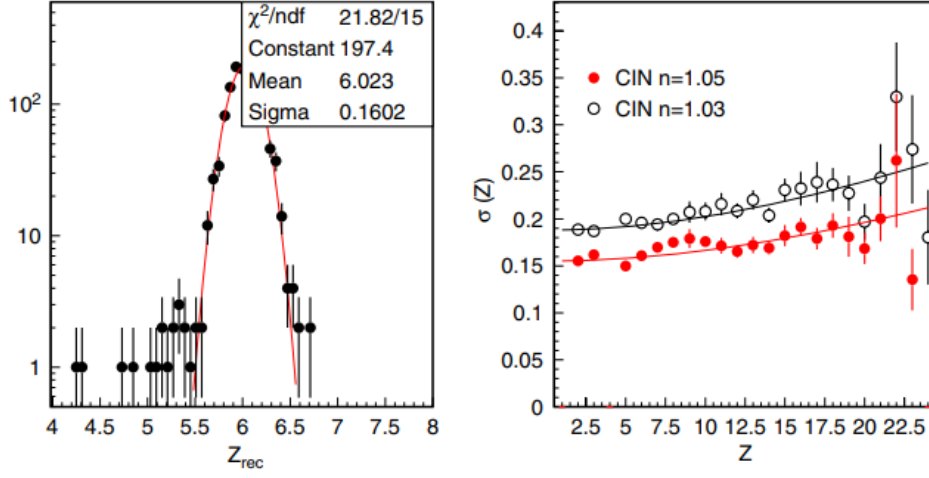 χ²/ndf 21.82/15
Constant 197.4
Mean 6.023
Sigma 0.1602
10²
10
1
4 4.5 5 5.5 6 6.5 7 7.5 8
Z_rec
σ (Z)
0.4
0.35
0.3
0.25
0.2
0.15
0.1
0.05
0
CIN n=1.05
CIN n=1.03
2.5 5 7.5 10 12.5 15 17.5 20 22.5
Z